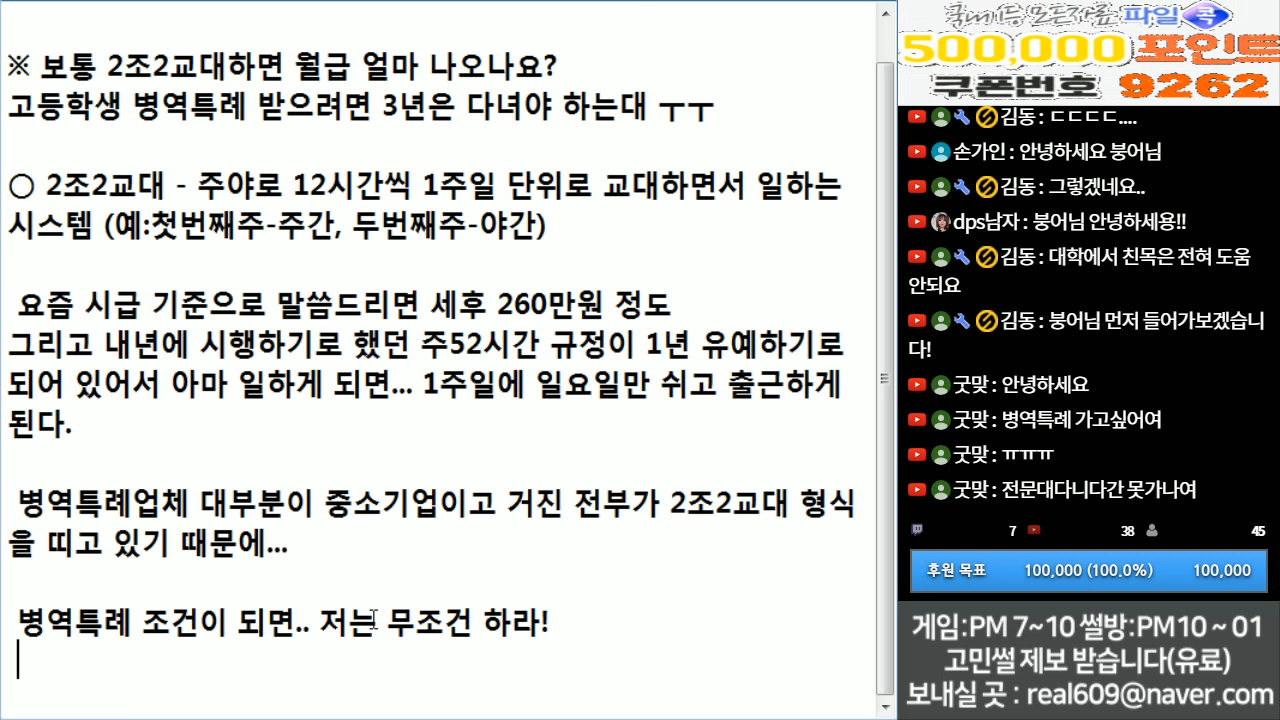 ※ 보통 2조2교대하면 월급 얼마 나오나요?
고등학생 병역특례 받으려면 3년은 다녀야 하는대 ㅜㅜ
○ 2조2교대 - 주야로 12시간씩 1주일 단위로 교대하면서 일하는
시스템 (예:첫번째주-주간, 두번째주-야간)
요즘 시급 기준으로 말씀드리면 세후 260만원 정도
그리고 내년에 시행하기로 했던 주52시간 규정이 1년 유예하기로
되어 있어서 아마 일하게 되면... 1주일에 일요일만 쉬고 출근하게
된다.
병역특례업체 대부분이 중소기업이고 거진 전부가 2조2교대 형식
을 띠고 있기 때문에...
병역특례 조건이 되면.. 저는 무조건 하라!
국내 1등 모든자료 파일콕
500,000 포인트
쿠폰번호 9262
김동 : ㄷㄷㄷㄷ....
손가인 : 안녕하세요 붕어님
김동 : 그렇겠네요..
dps남자 : 붕어님 안녕하세용!!
김동 : 대학에서 친목은 전혀 도움
안되요
김동 : 붕어님 먼저 들어가보겠습니
다!
굿맞 : 안녕하세요
굿맞 : 병역특례 가고싶어여
굿맞 : ㅠㅠㅠ
굿맞 : 전문대다니다간 못가나여
7 38 45
후원 목표 100,000 (100.0%) 100,000
게임:PM 7~10 썰방:PM10 ~ 01
고민썰 제보 받습니다(유료)
보내실 곳 : real609@naver.com